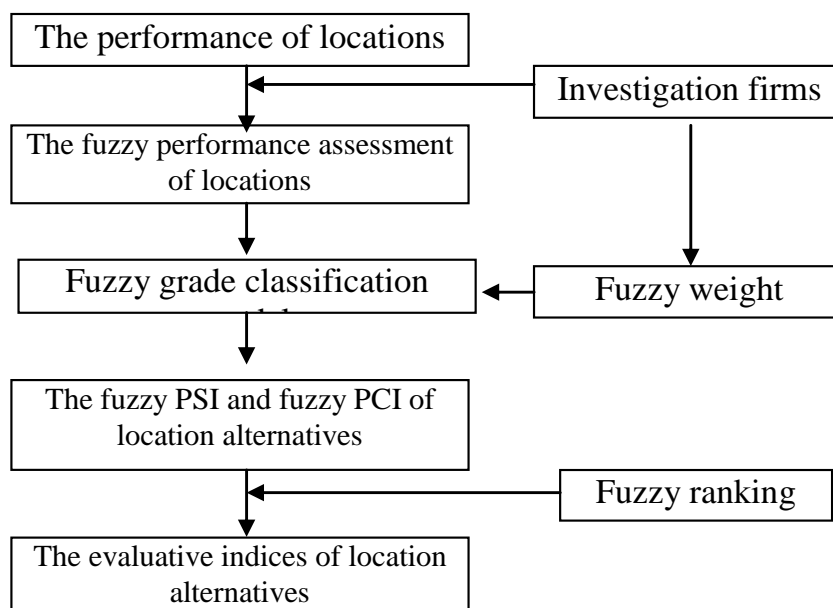 The performance of locations
Investigation firms
The fuzzy performance assessment
of locations
Fuzzy grade classification
Fuzzy weight
The fuzzy PSI and fuzzy PCI of
location alternatives
Fuzzy ranking
The evaluative indices of location
alternatives